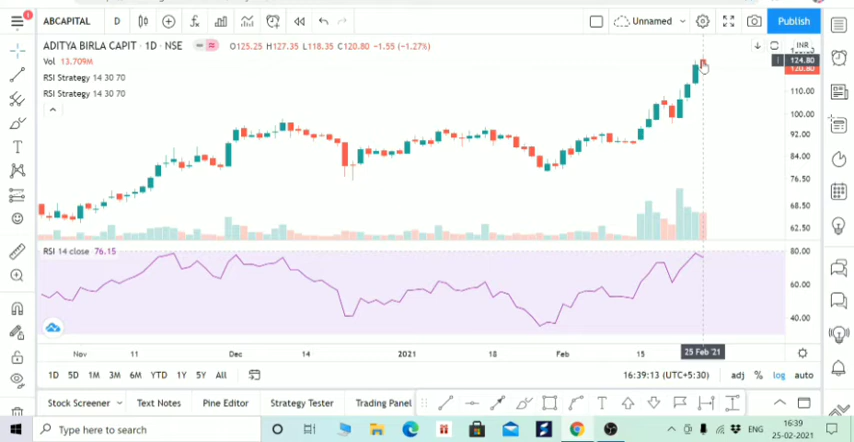 ABCAPITAL D Unnamed Publish
ADITYA BIRLA CAPIT · 1D · NSE O125.25 H127.35 L118.35 C120.80 −1.55 (−1.27%) INR
Vol 13.709M
124.80
120.80
RSI Strategy 14 30 70
RSI Strategy 14 30 70
110.00
100.00
92.00
84.00
76.50
68.50
62.50
RSI 14 close 76.15
80.00
60.00
40.00
Nov 11 Dec 14 2021 18 Feb 15 25 Feb '21
1D 5D 1M 3M 6M YTD 1Y 5Y All 16:39:13 (UTC+5:30) adj % log auto
Stock Screener Text Notes Pine Editor Strategy Tester Trading Panel
Type here to search ENG 16:39
25-02-2021